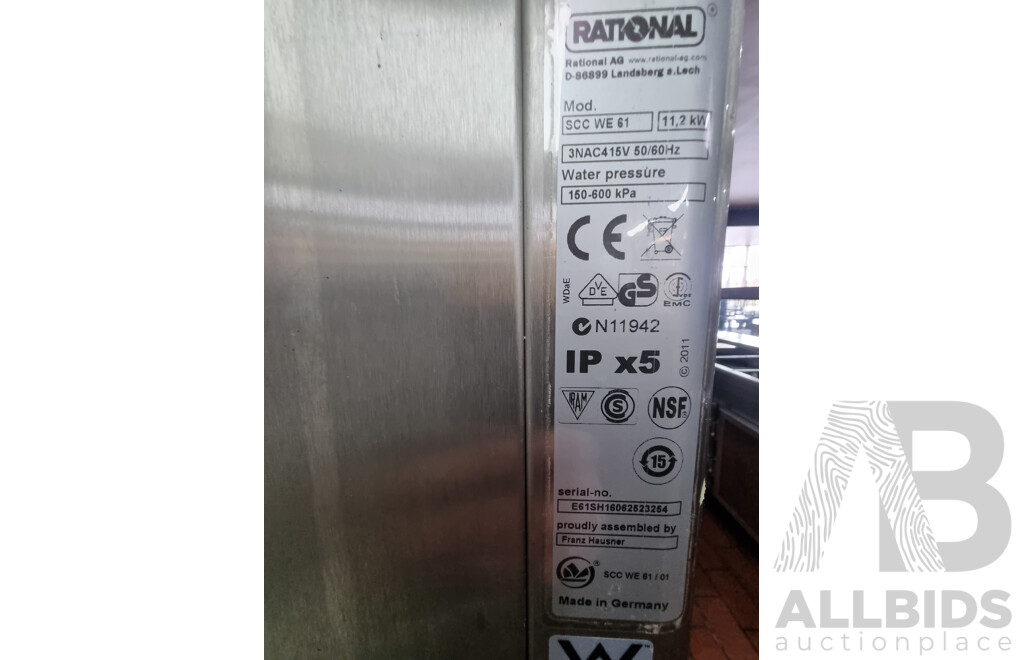 RATIONAL®
Rational AG www.rational-ag.com
D-86899 Landsberg a.Lech
Mod.
SCC WE 61 11,2 kW
3NAC415V 50/60Hz
Water pressure
150-600 kPa
CE
WDaE DVE GS EMC
N11942
IP x5
© 2011
IRAM S NSF
15
serial-no.
E61SH16062523254
proudly assembled by
Franz Hausner
® SCC WE 61 / 01
Made in Germany
AB
ALLBIDS
auctionplace